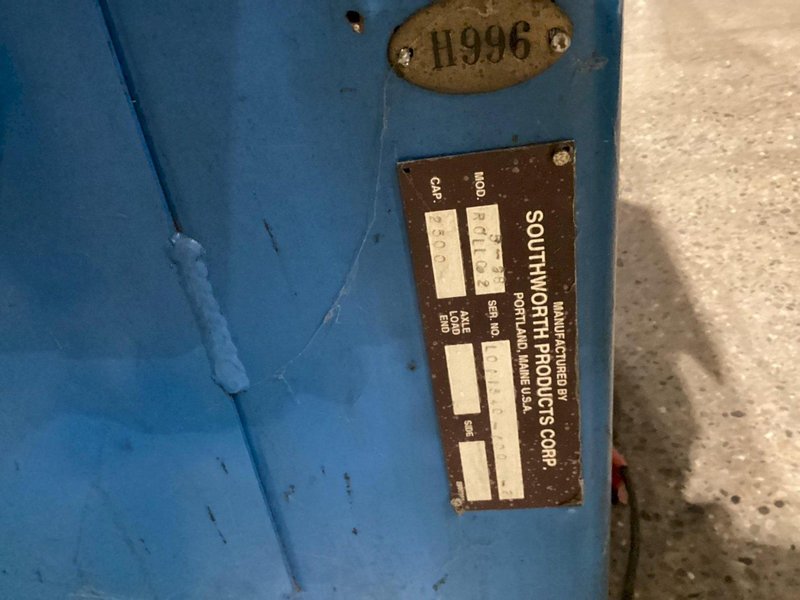 H996
MANUFACTURED BY
SOUTHWORTH PRODUCTS CORP.
PORTLAND, MAINE U.S.A.
MOD.
SER. NO.
CAP. 2500
AXLE
LOAD
END
SIDE